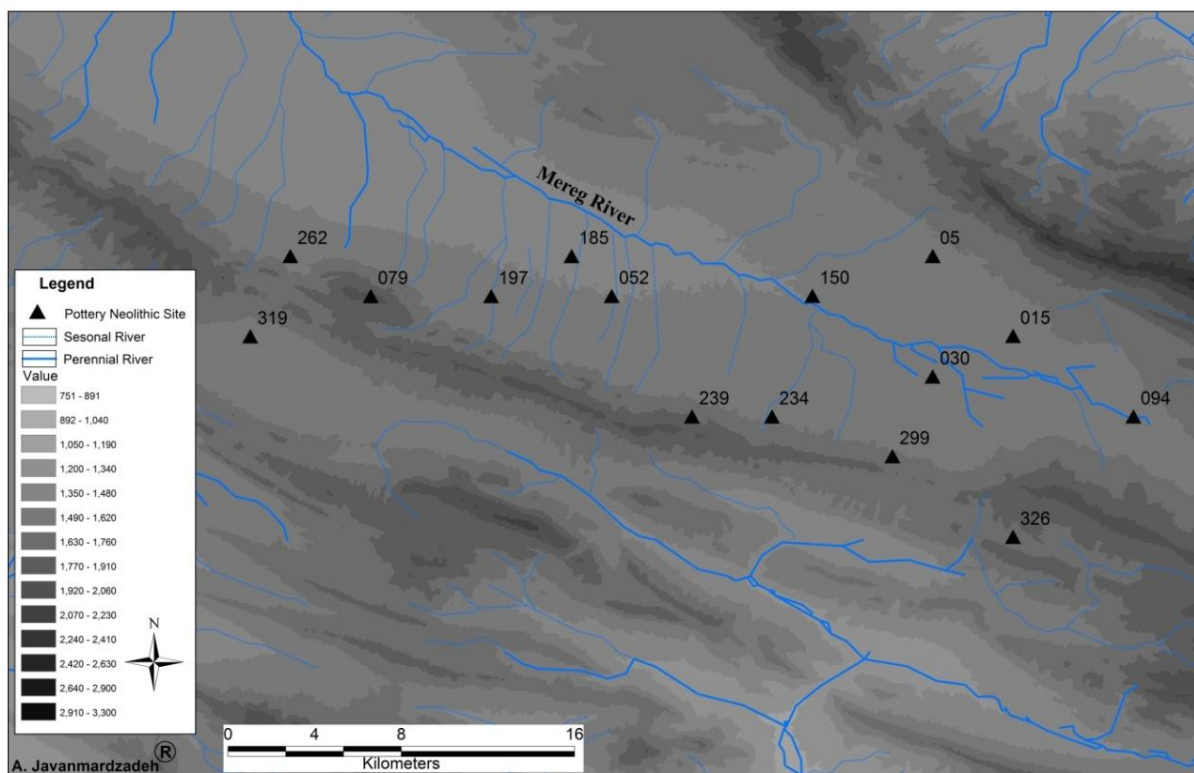 Mereg River
262
185
05
079
197
052
150
319
015
030
239
234
094
299
326
Legend
Pottery Neolithic Site
Sesonal River
Perennial River
Value
751 - 891
892 - 1,040
1,050 - 1,190
1,200 - 1,340
1,350 - 1,480
1,490 - 1,620
1,630 - 1,760
1,770 - 1,910
1,920 - 2,060
2,070 - 2,230
2,240 - 2,410
2,420 - 2,630
2,640 - 2,900
2,910 - 3,300
N
0 4 8 16
Kilometers
A. Javanmardzadeh ®